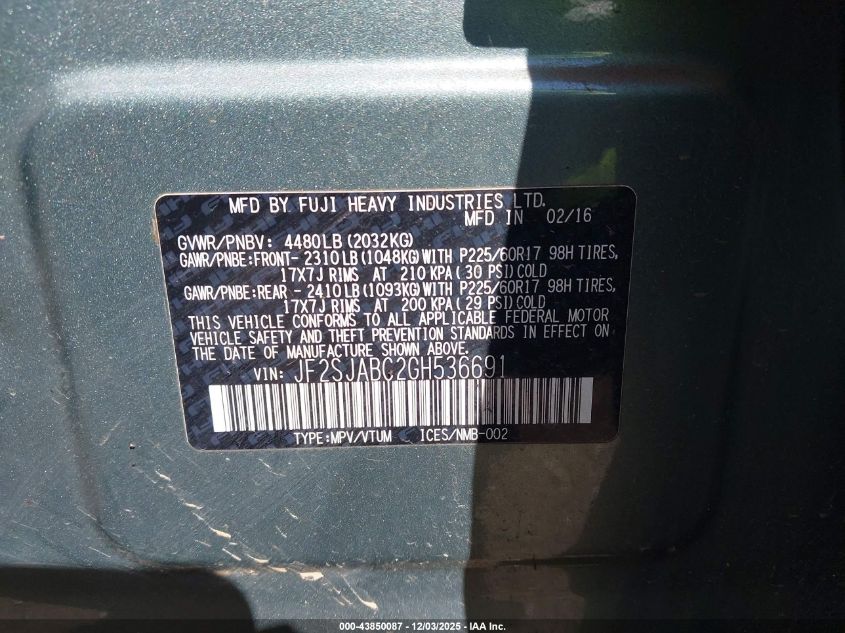 MFD BY FUJI HEAVY INDUSTRIES LTD.
MFD IN 02/16
GVWR/PNBV: 4480LB(2032KG)
GAWR/PNBE:FRONT- 2310LB(1048KG)WITH P225/60R17 98H TIRES,
17X7J RIMS AT 210 KPA(30 PSI)COLD
GAWR/PNBE:REAR - 2410LB(1093KG)WITH P225/60R17 98H TIRES,
17X7J RIMS AT 200 KPA(29 PSI)COLD
THIS VEHICLE CONFORMS TO ALL APPLICABLE FEDERAL MOTOR
VEHICLE SAFETY AND THEFT PREVENTION STANDARDS IN EFFECT ON
THE DATE OF MANUFACTURE SHOWN ABOVE.
VIN: JF2SJABC2GH536691
TYPE:MPV/VTUM ICES/NMB-002
000-43850087 - 12/03/2025 - IAA, Inc.